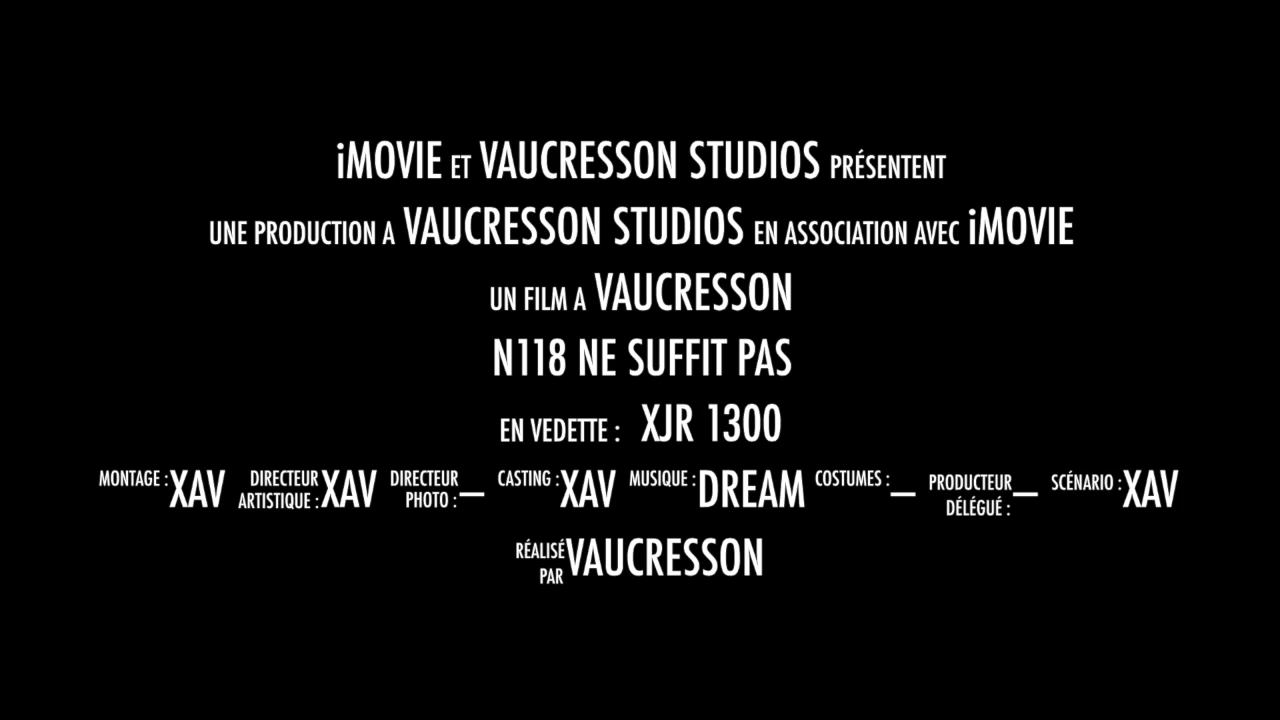 iMOVIE ET VAUCRESSON STUDIOS PRÉSENTENT
UNE PRODUCTION A VAUCRESSON STUDIOS EN ASSOCIATION AVEC iMOVIE
UN FILM A VAUCRESSON
N118 NE SUFFIT PAS
EN VEDETTE : XJR 1300
MONTAGE : XAV DIRECTEUR ARTISTIQUE : XAV DIRECTEUR PHOTO : _ CASTING : XAV MUSIQUE : DREAM COSTUMES : _ PRODUCTEUR DÉLÉGUÉ : _ SCÉNARIO : XAV
RÉALISÉ PAR VAUCRESSON